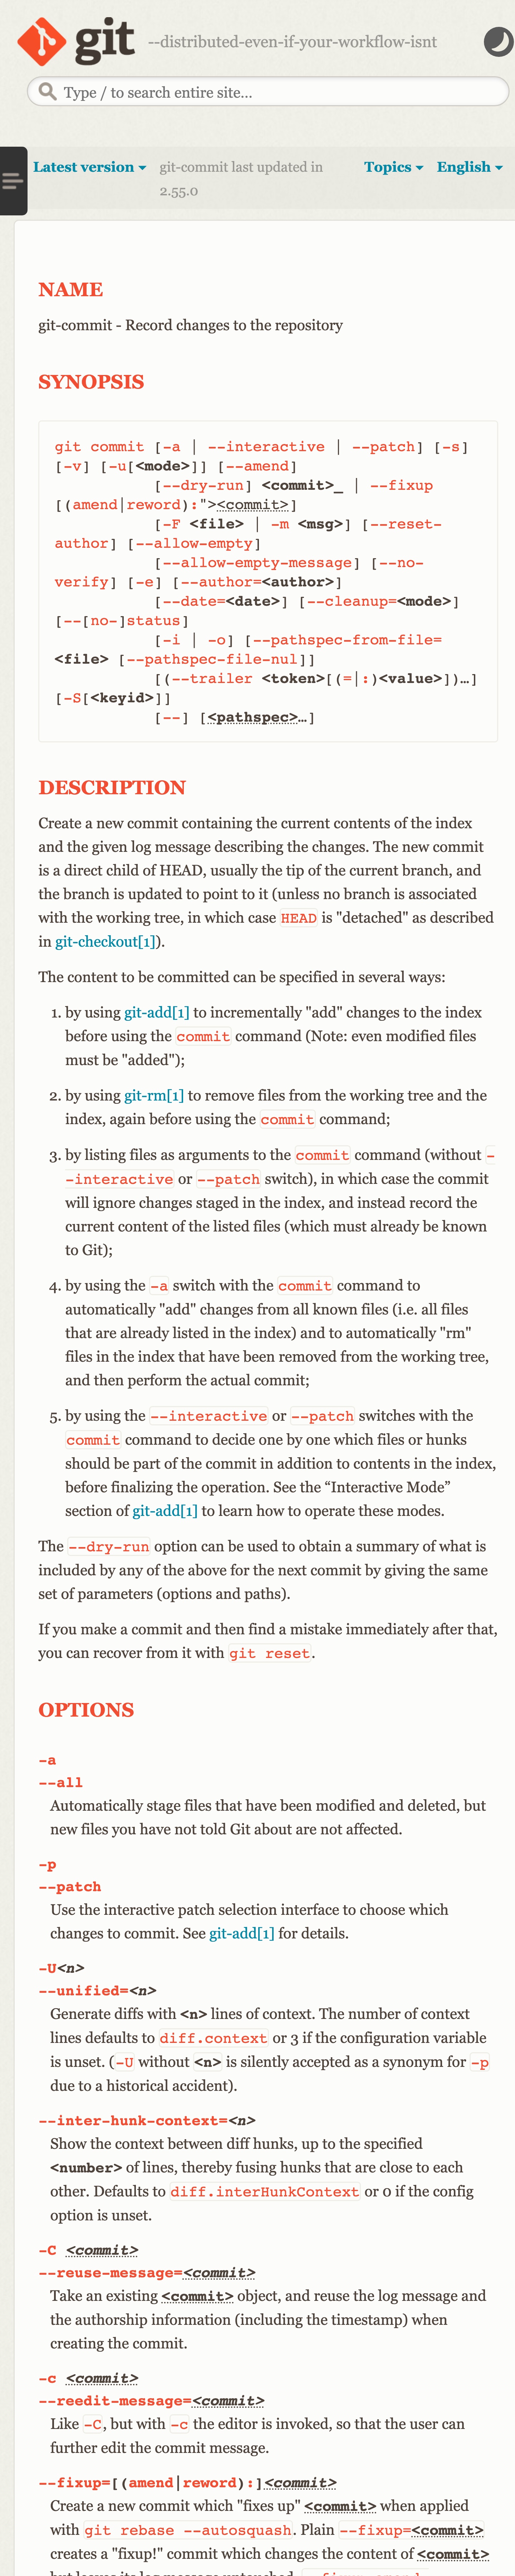 git --distributed-even-if-your-workflow-isnt
Type / to search entire site…
Latest version ▾ git-commit last updated in Topics ▾ English ▾
2.55.0
NAME
git-commit - Record changes to the repository
SYNOPSIS
git commit [-a | --interactive | --patch] [-s]
[-v] [-u[<mode>]] [--amend]
[--dry-run] <commit>_ | --fixup
[(amend|reword):"><commit>]
[-F <file> | -m <msg>] [--reset-
author] [--allow-empty]
[--allow-empty-message] [--no-
verify] [-e] [--author=<author>]
[--date=<date>] [--cleanup=<mode>]
[--[no-]status]
[-i | -o] [--pathspec-from-file=
<file> [--pathspec-file-nul]]
[(--trailer <token>[(=|:)<value>])…]
[-S[<keyid>]]
[--] [<pathspec>…]
DESCRIPTION
Create a new commit containing the current contents of the index
and the given log message describing the changes. The new commit
is a direct child of HEAD, usually the tip of the current branch, and
the branch is updated to point to it (unless no branch is associated
with the working tree, in which case HEAD is "detached" as described
in git-checkout[1]).
The content to be committed can be specified in several ways:
1. by using git-add[1] to incrementally "add" changes to the index
before using the commit command (Note: even modified files
must be "added");
2. by using git-rm[1] to remove files from the working tree and the
index, again before using the commit command;
3. by listing files as arguments to the commit command (without -
-interactive or --patch switch), in which case the commit
will ignore changes staged in the index, and instead record the
current content of the listed files (which must already be known
to Git);
4. by using the -a switch with the commit command to
automatically "add" changes from all known files (i.e. all files
that are already listed in the index) and to automatically "rm"
files in the index that have been removed from the working tree,
and then perform the actual commit;
5. by using the --interactive or --patch switches with the
commit command to decide one by one which files or hunks
should be part of the commit in addition to contents in the index,
before finalizing the operation. See the “Interactive Mode”
section of git-add[1] to learn how to operate these modes.
The --dry-run option can be used to obtain a summary of what is
included by any of the above for the next commit by giving the same
set of parameters (options and paths).
If you make a commit and then find a mistake immediately after that,
you can recover from it with git reset.
OPTIONS
-a
--all
Automatically stage files that have been modified and deleted, but
new files you have not told Git about are not affected.
-p
--patch
Use the interactive patch selection interface to choose which
changes to commit. See git-add[1] for details.
-U<n>
--unified=<n>
Generate diffs with <n> lines of context. The number of context
lines defaults to diff.context or 3 if the configuration variable
is unset. (-U without <n> is silently accepted as a synonym for -p
due to a historical accident).
--inter-hunk-context=<n>
Show the context between diff hunks, up to the specified
<number> of lines, thereby fusing hunks that are close to each
other. Defaults to diff.interHunkContext or 0 if the config
option is unset.
-C <commit>
--reuse-message=<commit>
Take an existing <commit> object, and reuse the log message and
the authorship information (including the timestamp) when
creating the commit.
-c <commit>
--reedit-message=<commit>
Like -C, but with -c the editor is invoked, so that the user can
further edit the commit message.
--fixup=[(amend|reword):]<commit>
Create a new commit which "fixes up" <commit> when applied
with git rebase --autosquash. Plain --fixup=<commit>
creates a "fixup!" commit which changes the content of <commit>